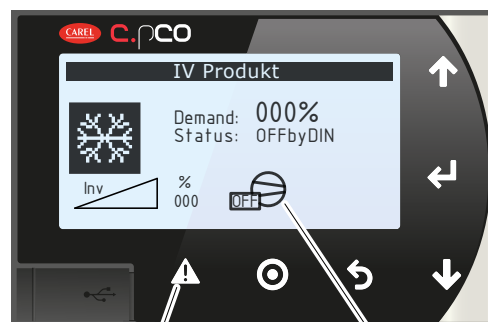 CAREL c.pCO
IV Produkt
Demand: 000%
Status: OFFbyDIN
Inv
%
000
OFF